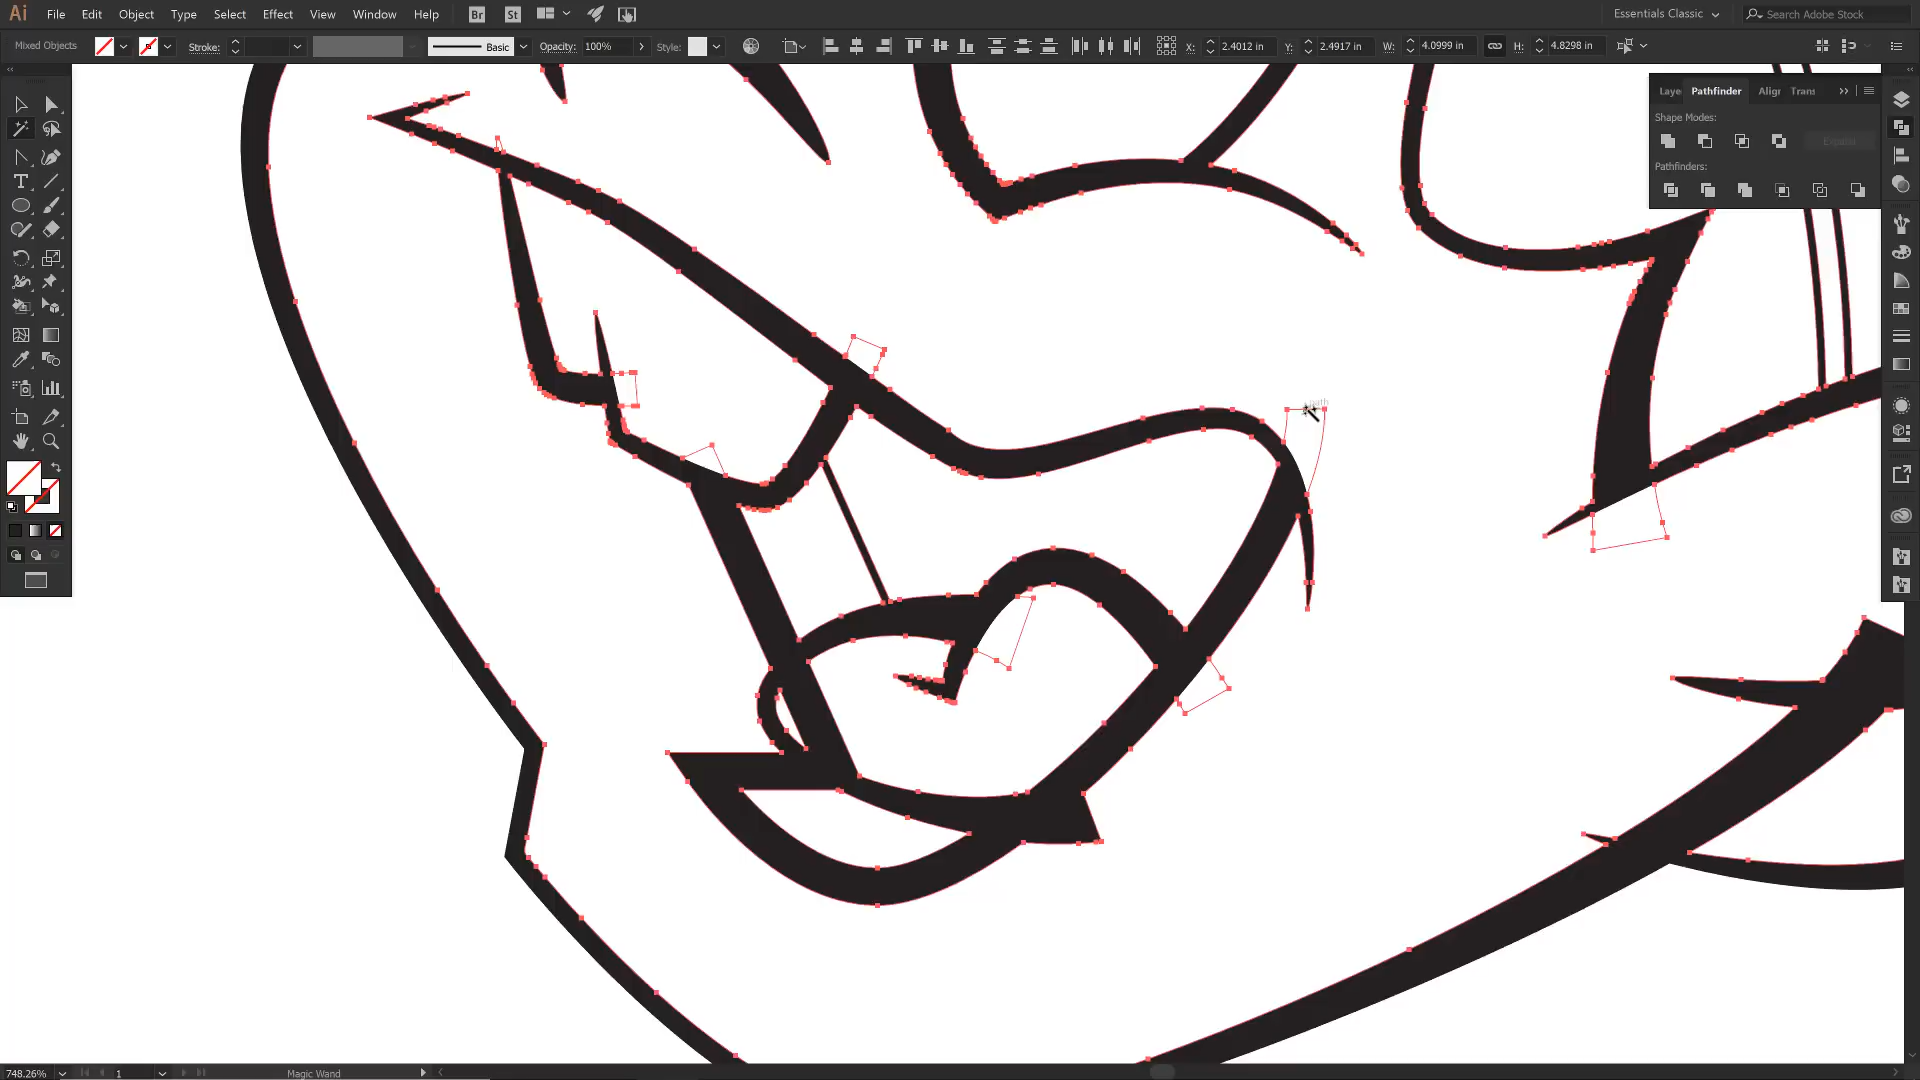 Ai File Edit Object Type Select Effect View Window Help Br St Essentials Classic Search Adobe Stock
Mixed Objects Stroke: Basic Opacity: 100% Style: X: 2.4012 in Y: 2.4917 in W: 4.0999 in H: 4.8298 in
Laye Pathfinder Align Trans
Shape Modes:
Expand
Pathfinders:
path
748.26% 1 Magic Wand